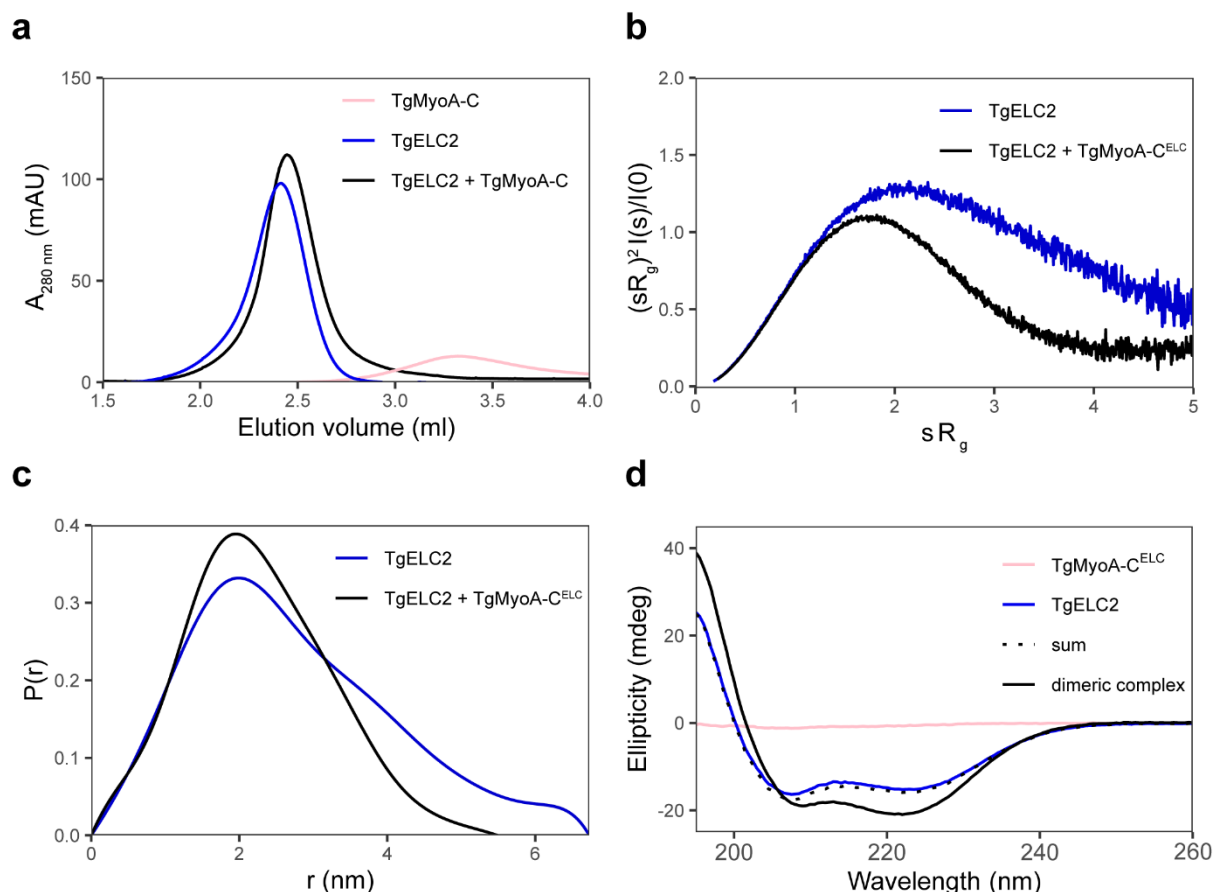 a
150
100
50
0
A280 nm (mAU)
TgMyoA-C
TgELC2
TgELC2 + TgMyoA-C
1.5 2.0 2.5 3.0 3.5 4.0
Elution volume (ml)
b
2.0
1.5
1.0
0.5
0.0
(sRg)² I(s)/I(0)
TgELC2
TgELC2 + TgMyoA-CELC
0 1 2 3 4 5
s Rg
c
0.4
0.3
0.2
0.1
0.0
P(r)
TgELC2
TgELC2 + TgMyoA-CELC
0 2 4 6
r (nm)
d
40
20
0
-20
Ellipticity (mdeg)
TgMyoA-CELC
TgELC2
sum
dimeric complex
200 220 240 260
Wavelength (nm)